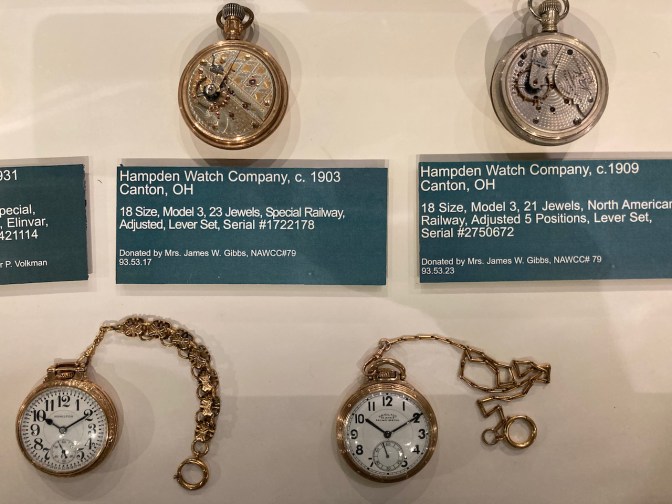 931
pecial,
, Elinvar,
421114
r P. Volkman
Hampden Watch Company, c. 1903
Canton, OH
18 Size, Model 3, 23 Jewels, Special Railway,
Adjusted, Lever Set, Serial #1722178
Donated by Mrs. James W. Gibbs, NAWCC#79
93.53.17
Hampden Watch Company, c.1909
Canton, OH
18 Size, Model 3, 21 Jewels, North American
Railway, Adjusted 5 Positions, Lever Set,
Serial #2750672
Donated by Mrs. James W. Gibbs, NAWCC# 79
93.53.23